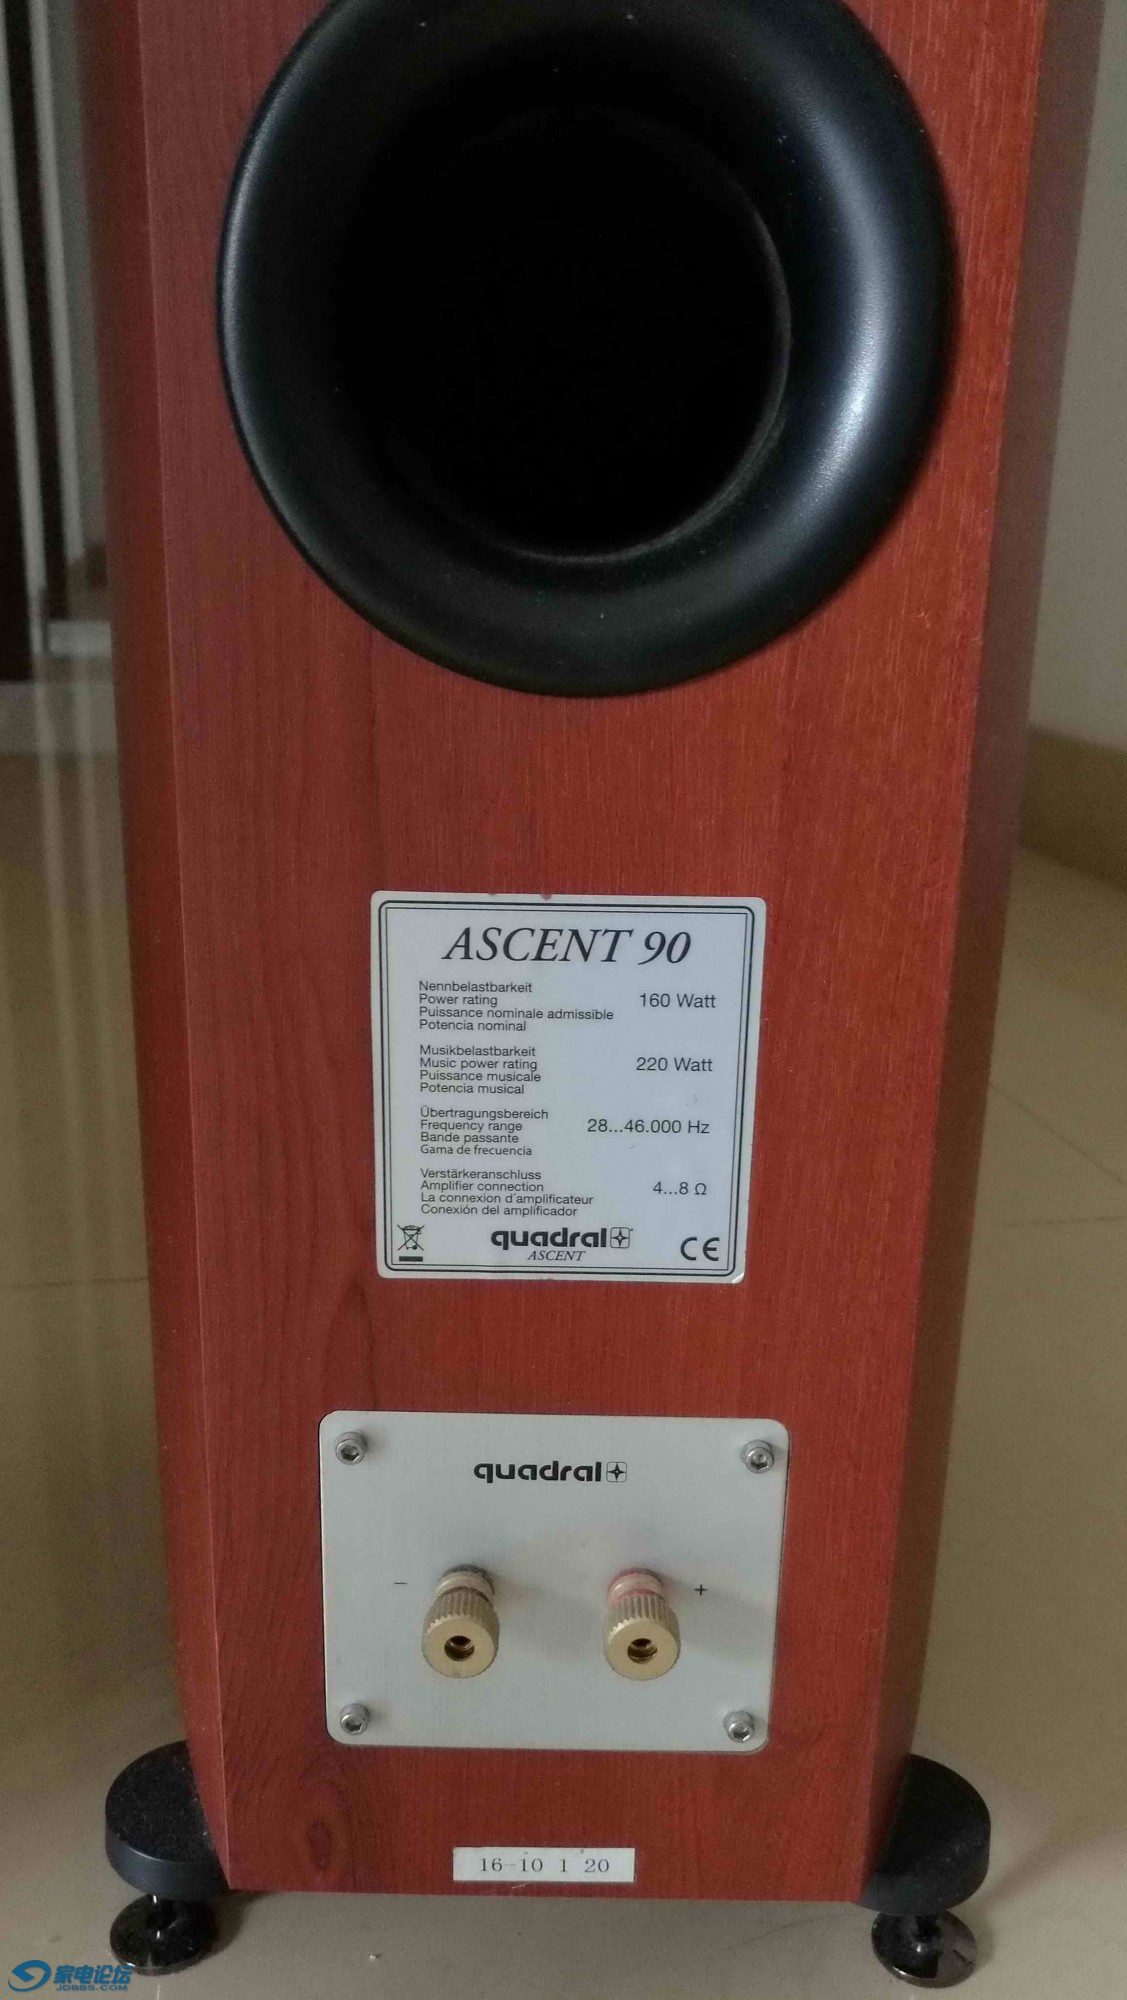 ASCENT 90
Nennbelastbarkeit
Power rating
Puissance nominale admissible
Potencia nominal
160 Watt
Musikbelastbarkeit
Music power rating
Puissance musicale
Potencia musical
220 Watt
Übertragungsbereich
Frequency range
Bande passante
Gama de frecuencia
28...46.000 Hz
Verstärkeranschluss
Amplifier connection
La connexion d´amplificateur
Conexión del amplificador
4...8 Ω
quadral
ASCENT
CE
quadral
− +
16-10 1 20
家电论坛
JDBBS.COM